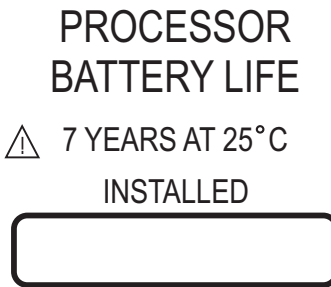 PROCESSOR
BATTERY LIFE
⚠ 7 YEARS AT 25°C
INSTALLED